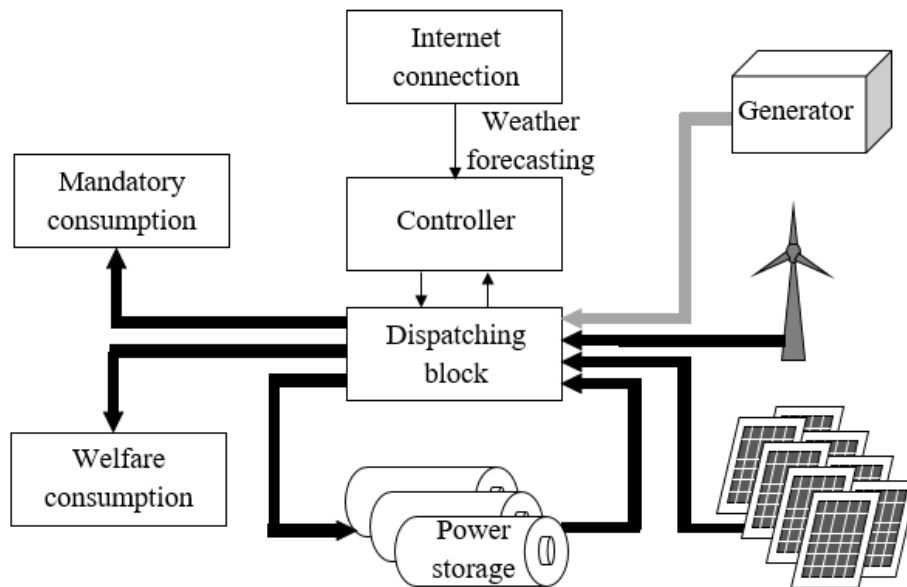 Internet
connection
Generator
Weather
forecasting
Mandatory
consumption
Controller
Dispatching
block
Welfare
consumption
Power
storage